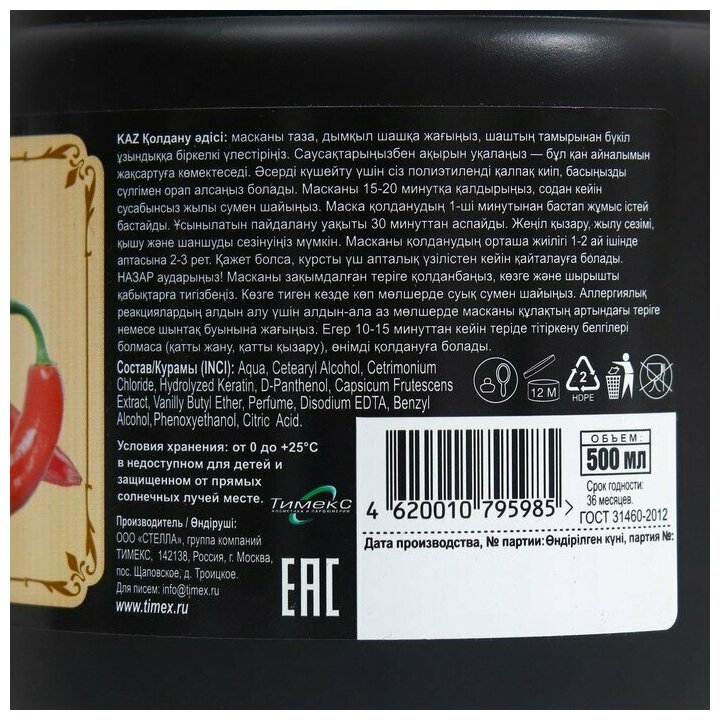 KAZ Қолдану әдісі: масканы таза, дымқыл шашқа жағыңыз, шаштың тамырынан бүкіл
ұзындыққа біркелкі үлестіріңіз. Саусақтарыңызбен ақырын уқалаңыз — бұл қан айналымын
жақсартуға көмектеседі. Әсерді күшейту үшін сіз полиэтиленді қалпақ киіп, басыңызды
сүлгімен орап алсаңыз болады. Масканы 15-20 минутқа қалдырыңыз, содан кейін
сусабынсыз жылы сумен шайыңыз. Маска қолданудың 1-ші минутынан бастап жұмыс істей
бастайды. Ұсынылатын пайдалану уақыты 30 минуттан аспайды. Жеңіл қызару, жылу сезімі,
қышу және шаншуды сезінуіңіз мүмкін. Масканы қолданудың орташа жиілігі 1-2 ай ішінде
аптасына 2-3 рет. Қажет болса, курсты үш апталық үзілістен кейін қайталауға болады.
НАЗАР аударыңыз! Масканы зақымдалған теріге қолданбаңыз, көзге және шырышты
қабықтарға тигізбеңіз. Көзге тиген кезде көп мөлшерде суық сумен шайыңыз. Аллергиялық
реакциялардың алдын алу үшін алдын-ала аз мөлшерде масканы құлақтың артындағы теріге
немесе шынтақ буынына жағыңыз. Егер 10-15 минуттан кейін теріде тітіркену белгілері
болмаса (қатты жану, қатты қызару), өнімді қолдануға болады.
Состав/Курамы (INCI): Aqua, Cetearyl Alcohol, Cetrimonium
Chloride, Hydrolyzed Keratin, D-Panthenol, Capsicum Frutescens
Extract, Vanilly Butyl Ether, Perfume, Disodium EDTA, Benzyl
Alcohol, Phenoxyethanol, Citric Acid.
12 M
2
HDPE
Условия хранения: от 0 до +25°С
в недоступном для детей и
защищенном от прямых
солнечных лучей месте.
Тимекс
косметика и парфюмерия
Производитель / Өндіруші:
ООО «СТЕЛЛА», группа компаний
ТИМЕКС, 142138, Россия, г. Москва,
пос. Щаповское, д. Троицкое.
Для писем: info@timex.ru
www.timex.ru
EAC
4 620010 795985 >
ОБЪЕМ:
500 мл
Срок годности:
36 месяцев.
ГОСТ 31460-2012
Дата производства, № партии: Өндірілген күні, партия №: